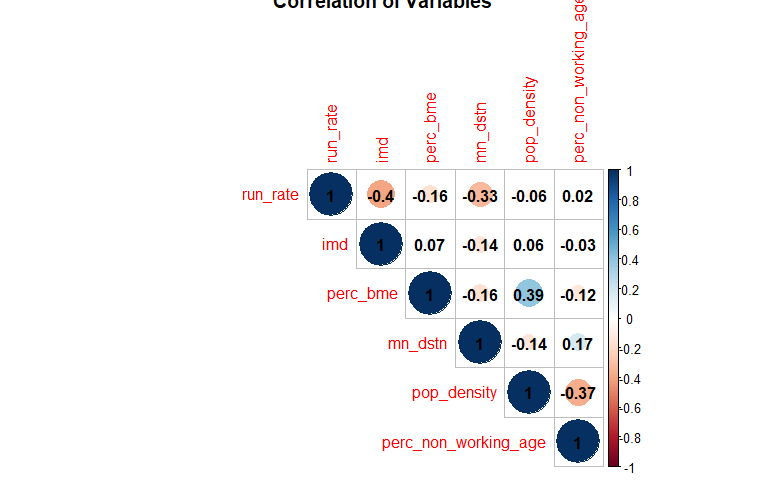 Correlation of Variables
run_rate imd perc_bme mn_dstn pop_density perc_non_working_age
1
run_rate 1 -0.4 -0.16 -0.33 -0.06 0.02
0.8
imd 1 0.07 -0.14 0.06 -0.03
0.6
0.4
perc_bme 1 -0.16 0.39 -0.12
0.2
0
mn_dstn 1 -0.14 0.17
-0.2
-0.4
pop_density 1 -0.37
-0.6
-0.8
perc_non_working_age 1
-1